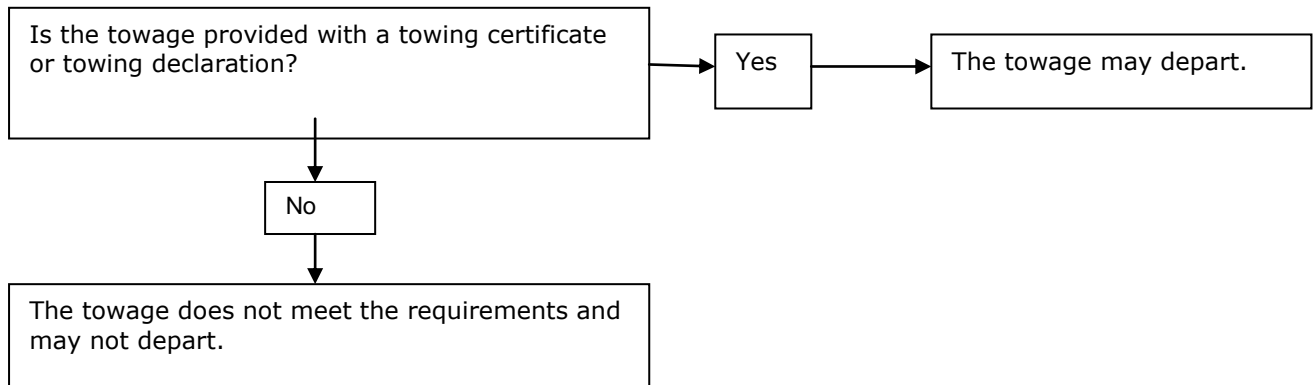 Is the towage provided with a towing certificate
or towing declaration?
Yes
The towage may depart.
No
The towage does not meet the requirements and
may not depart.